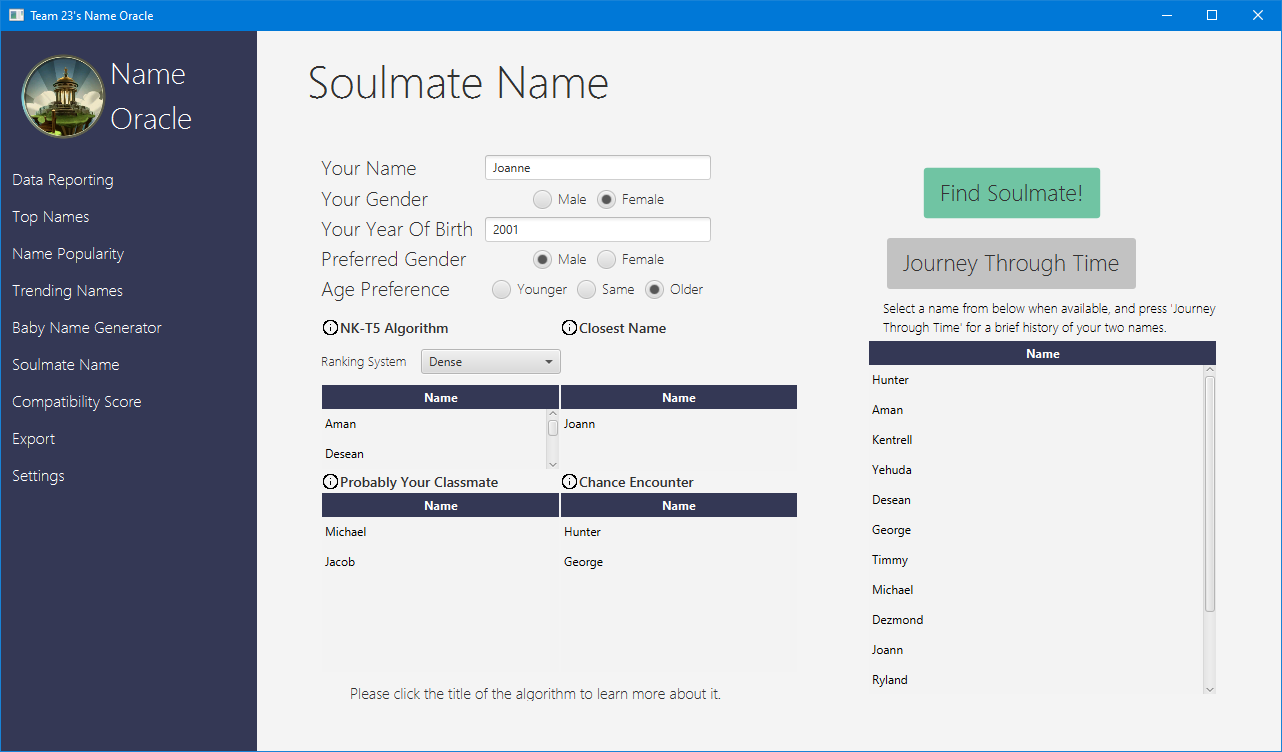 Team 23's Name Oracle
Name
Oracle
Data Reporting
Top Names
Name Popularity
Trending Names
Baby Name Generator
Soulmate Name
Compatibility Score
Export
Settings
Soulmate Name
Your Name Joanne
Your Gender Male Female
Your Year Of Birth 2001
Preferred Gender Male Female
Age Preference Younger Same Older
NK-T5 Algorithm Closest Name
Ranking System Dense
Name Name
Aman Joann
Desean
Probably Your Classmate Chance Encounter
Name Name
Michael Hunter
Jacob George
Please click the title of the algorithm to learn more about it.
Find Soulmate!
Journey Through Time
Select a name from below when available, and press 'Journey
Through Time' for a brief history of your two names.
Name
Hunter
Aman
Kentrell
Yehuda
Desean
George
Timmy
Michael
Dezmond
Joann
Ryland